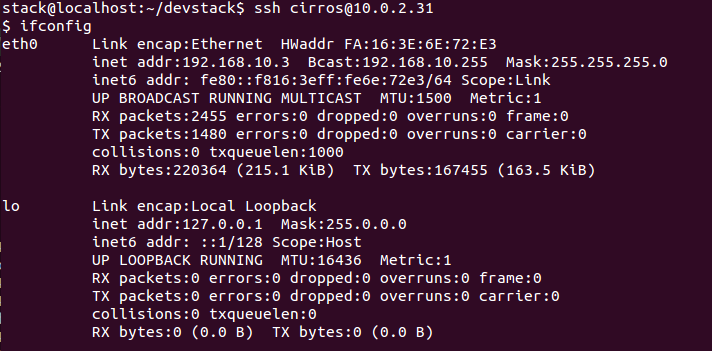 stack@localhost:~/devstack$ ssh cirros@10.0.2.31
$ ifconfig
eth0      Link encap:Ethernet  HWaddr FA:16:3E:6E:72:E3
          inet addr:192.168.10.3  Bcast:192.168.10.255  Mask:255.255.255.0
          inet6 addr: fe80::f816:3eff:fe6e:72e3/64 Scope:Link
          UP BROADCAST RUNNING MULTICAST  MTU:1500  Metric:1
          RX packets:2455 errors:0 dropped:0 overruns:0 frame:0
          TX packets:1480 errors:0 dropped:0 overruns:0 carrier:0
          collisions:0 txqueuelen:1000
          RX bytes:220364 (215.1 KiB)  TX bytes:167455 (163.5 KiB)

lo        Link encap:Local Loopback
          inet addr:127.0.0.1  Mask:255.0.0.0
          inet6 addr: ::1/128 Scope:Host
          UP LOOPBACK RUNNING  MTU:16436  Metric:1
          RX packets:0 errors:0 dropped:0 overruns:0 frame:0
          TX packets:0 errors:0 dropped:0 overruns:0 carrier:0
          collisions:0 txqueuelen:0
          RX bytes:0 (0.0 B)  TX bytes:0 (0.0 B)